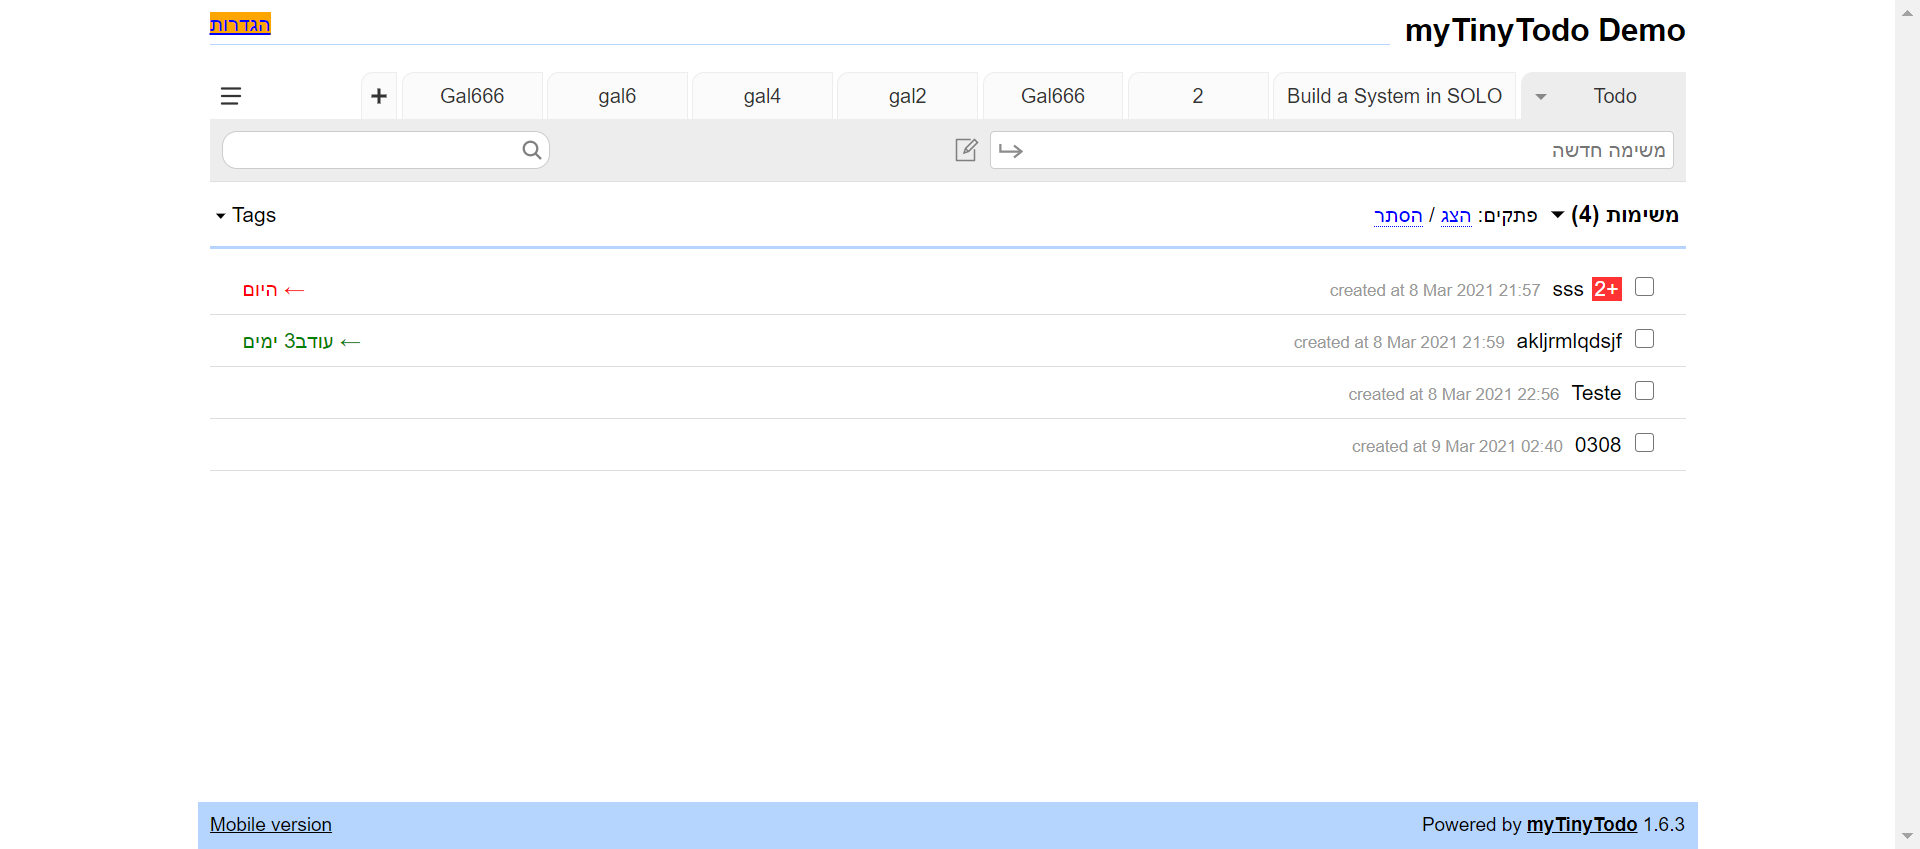 myTinyTodo Demo
הגדרות
Todo
Build a System in SOLO
2
Gal666
gal2
gal4
gal6
Gal666
+
משימה חדשה
משימות (4) פתקים: הצג / הסתר
Tags
+2 sss created at 8 Mar 2021 21:57 ← היום
akljrmlqdsjf created at 8 Mar 2021 21:59 ← עודב3 ימים
Teste created at 8 Mar 2021 22:56
0308 created at 9 Mar 2021 02:40
Powered by myTinyTodo 1.6.3
Mobile version